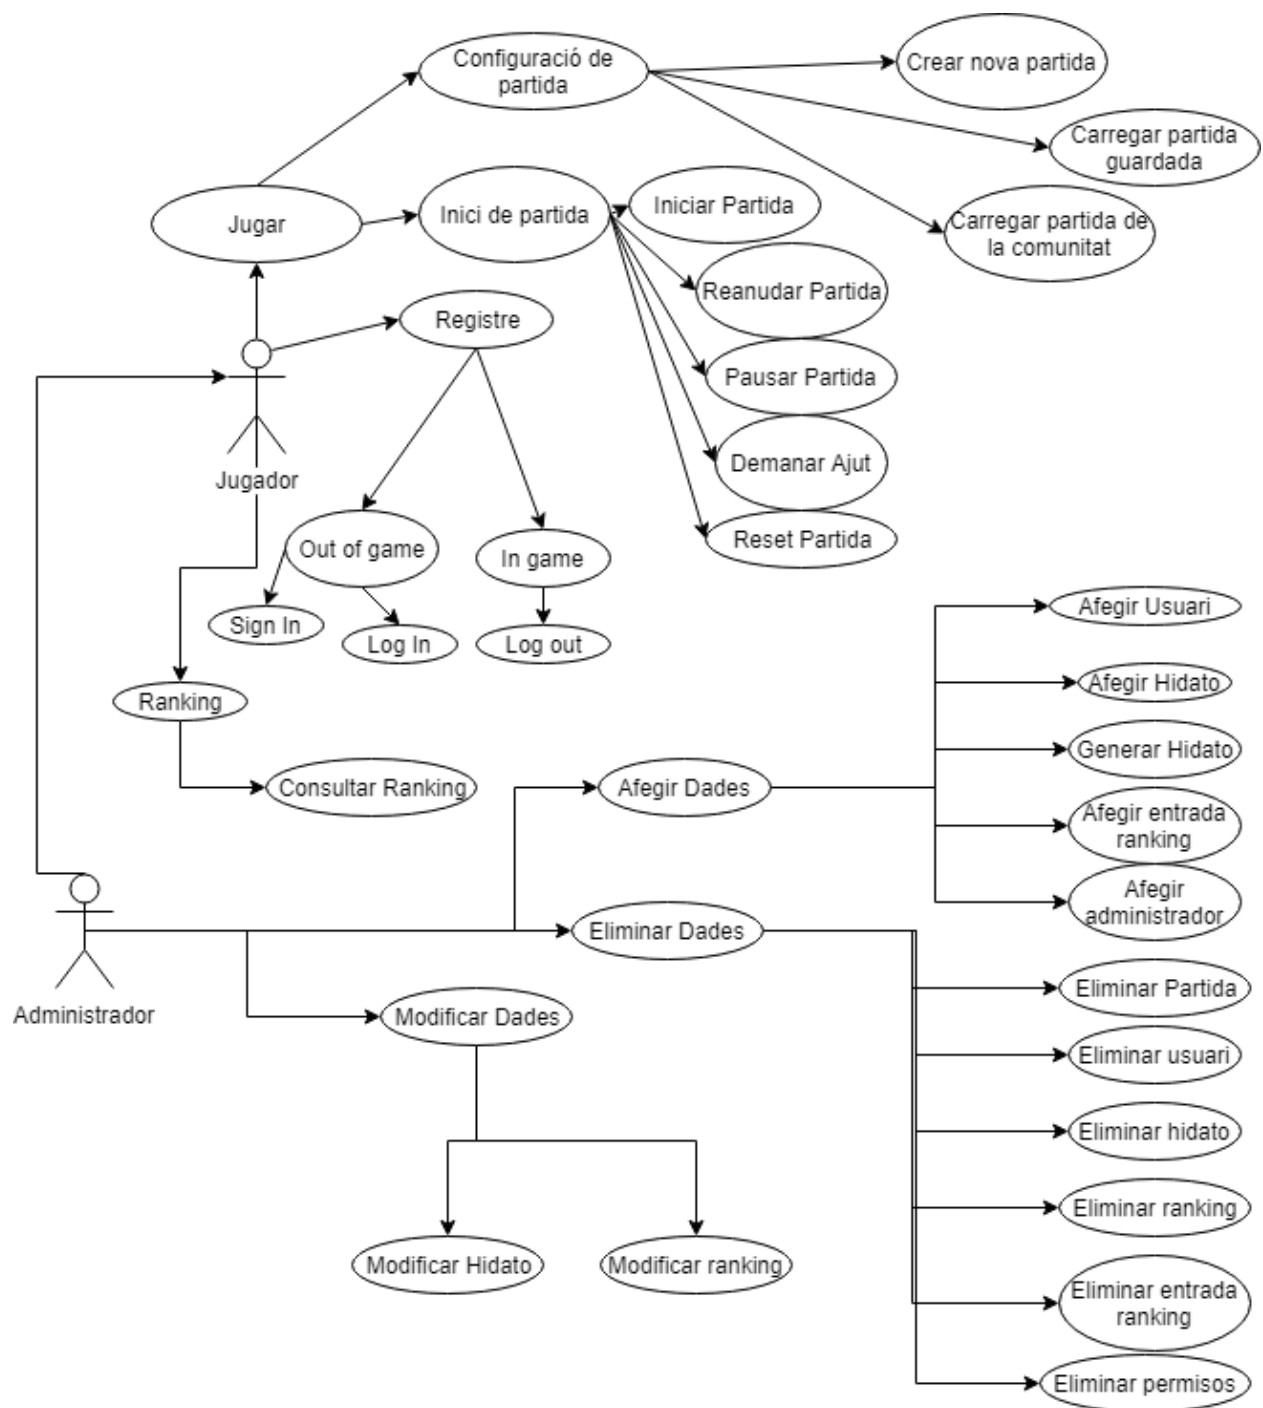 Configuració de
partida
Crear nova partida
Carregar partida
guardada
Jugar
Inici de partida
Iniciar Partida
Carregar partida de
la comunitat
Reanudar Partida
Registre
Pausar Partida
Jugador
Demanar Ajut
Reset Partida
Out of game
In game
Sign In
Log In
Log out
Afegir Usuari
Ranking
Afegir Hidato
Generar Hidato
Consultar Ranking
Afegir Dades
Afegir entrada
ranking
Afegir
administrador
Eliminar Dades
Administrador
Modificar Dades
Eliminar Partida
Eliminar usuari
Eliminar hidato
Eliminar ranking
Modificar Hidato
Modificar ranking
Eliminar entrada
ranking
Eliminar permisos